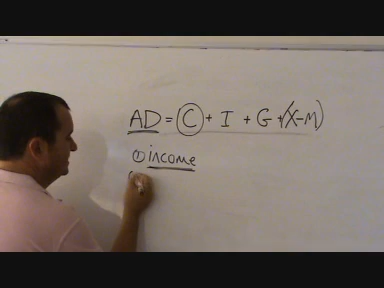 AD = C + I + G + (X-M)
① income